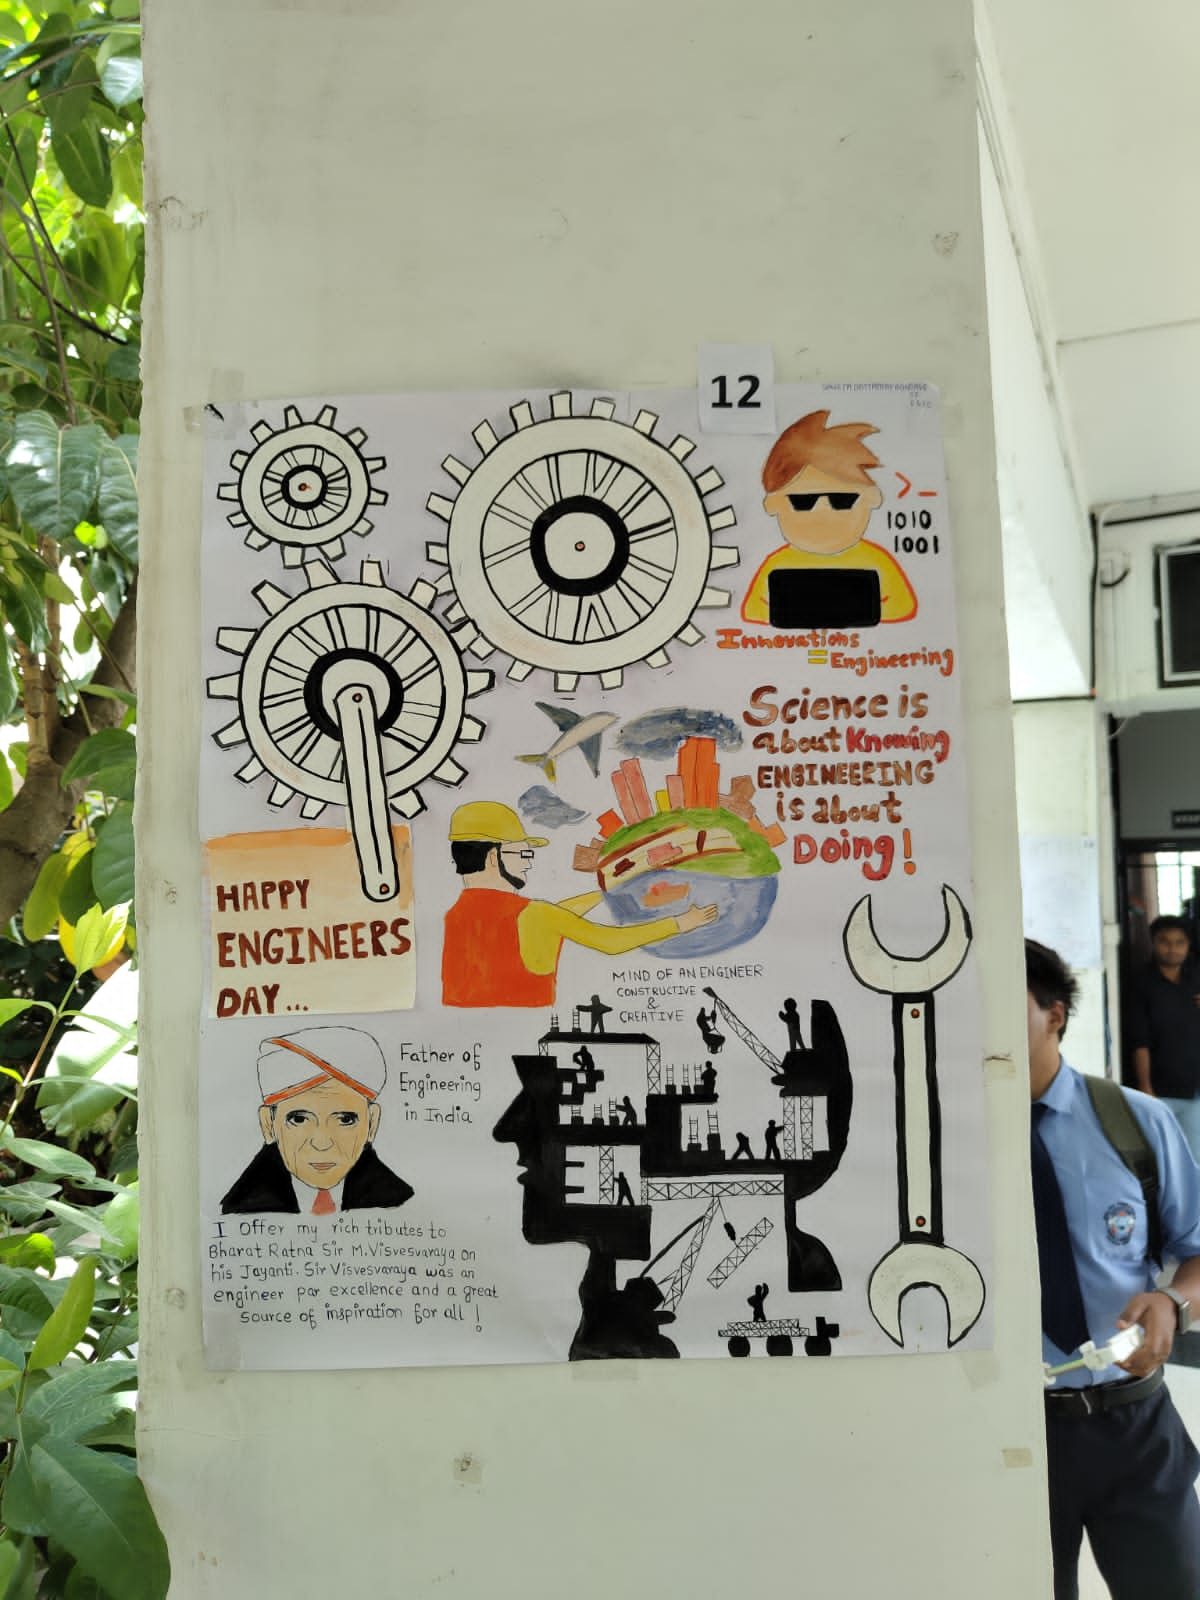 12
SE
>_
1010
1001
Innovations
= Engineering
Science is
about Knowing
ENGINEERING
is about
Doing!
HAPPY
ENGINEERS
DAY...
MIND OF AN ENGINEER
CONSTRUCTIVE
&
CREATIVE
Father of
Engineering
in India
I Offer my rich tributes to
Bharat Ratna Sir M.Visvesvaraya on
his Jayanti. Sir Visvesvaraya was an
engineer par excellence and a great
source of inspiration for all !